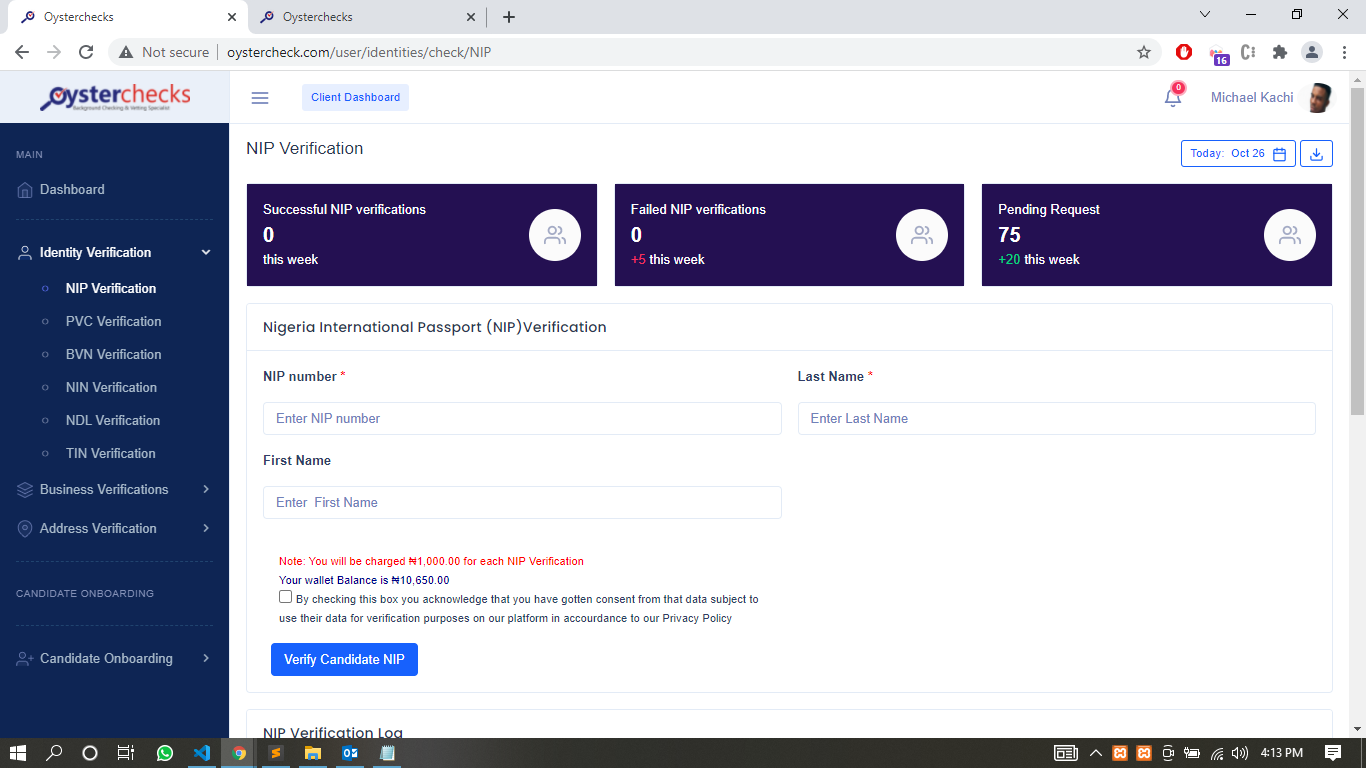 Oysterchecks
Oysterchecks
Not secure
oystercheck.com/user/identities/check/NIP
16
Oysterchecks
Background Checking & Vetting Specialist
Client Dashboard
0
Michael Kachi
MAIN
Dashboard
Identity Verification
NIP Verification
PVC Verification
BVN Verification
NIN Verification
NDL Verification
TIN Verification
Business Verifications
Address Verification
CANDIDATE ONBOARDING
Candidate Onboarding
NIP Verification
Today: Oct 26
Successful NIP verifications
0
this week
Failed NIP verifications
0
+5 this week
Pending Request
75
+20 this week
Nigeria International Passport (NIP)Verification
NIP number *
Last Name *
Enter NIP number
Enter Last Name
First Name
Enter  First Name
Note: You will be charged ₦1,000.00 for each NIP Verification
Your wallet Balance is ₦10,650.00
By checking this box you acknowledge that you have gotten consent from that data subject to
use their data for verification purposes on our platform in accourdance to our Privacy Policy
Verify Candidate NIP
NIP Verification Log
4:13 PM